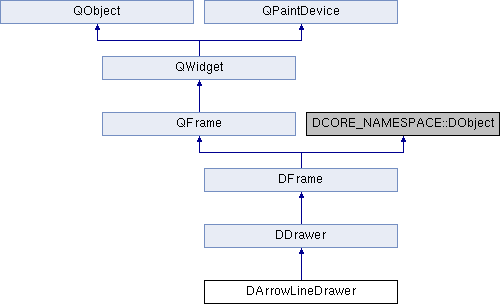 QObject
QPaintDevice
QWidget
QFrame
DCORE_NAMESPACE::DObject
DFrame
DDrawer
DArrowLineDrawer